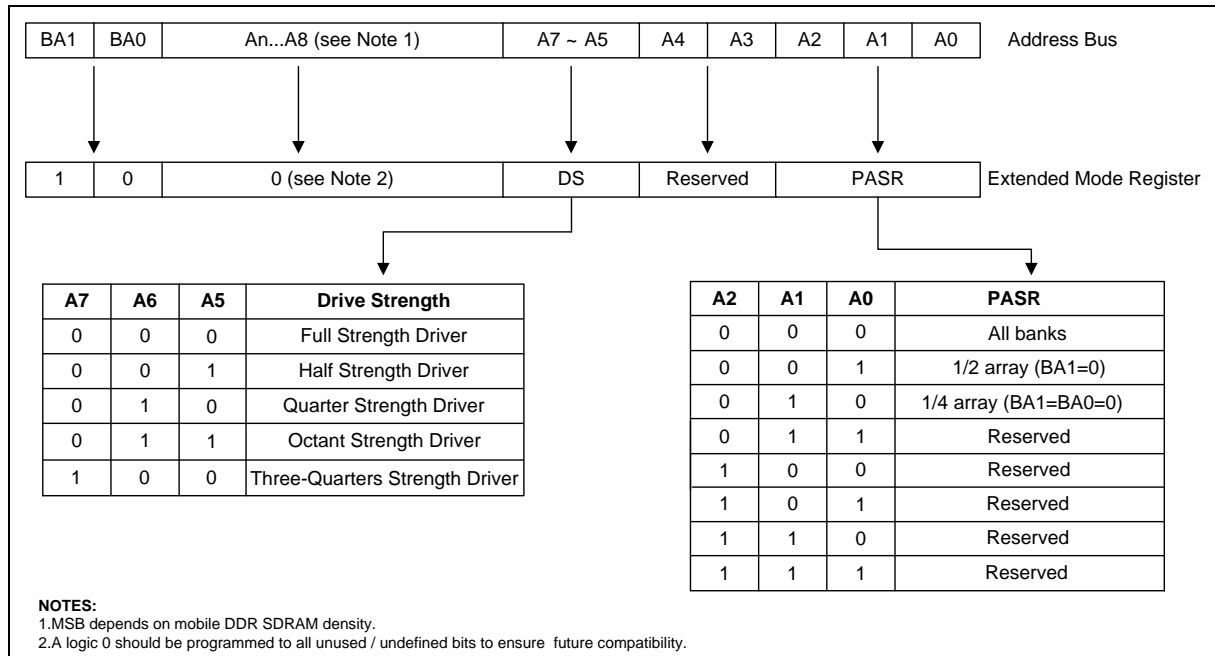 BA1 BA0 An...A8 (see Note 1) A7 ~ A5 A4 A3 A2 A1 A0 Address Bus
1 0 0 (see Note 2) DS Reserved PASR Extended Mode Register
A7 A6 A5 Drive Strength
0 0 0 Full Strength Driver
0 0 1 Half Strength Driver
0 1 0 Quarter Strength Driver
0 1 1 Octant Strength Driver
1 0 0 Three-Quarters Strength Driver
A2 A1 A0 PASR
0 0 0 All banks
0 0 1 1/2 array (BA1=0)
0 1 0 1/4 array (BA1=BA0=0)
0 1 1 Reserved
1 0 0 Reserved
1 0 1 Reserved
1 1 0 Reserved
1 1 1 Reserved
NOTES:
1.MSB depends on mobile DDR SDRAM density.
2.A logic 0 should be programmed to all unused / undefined bits to ensure future compatibility.